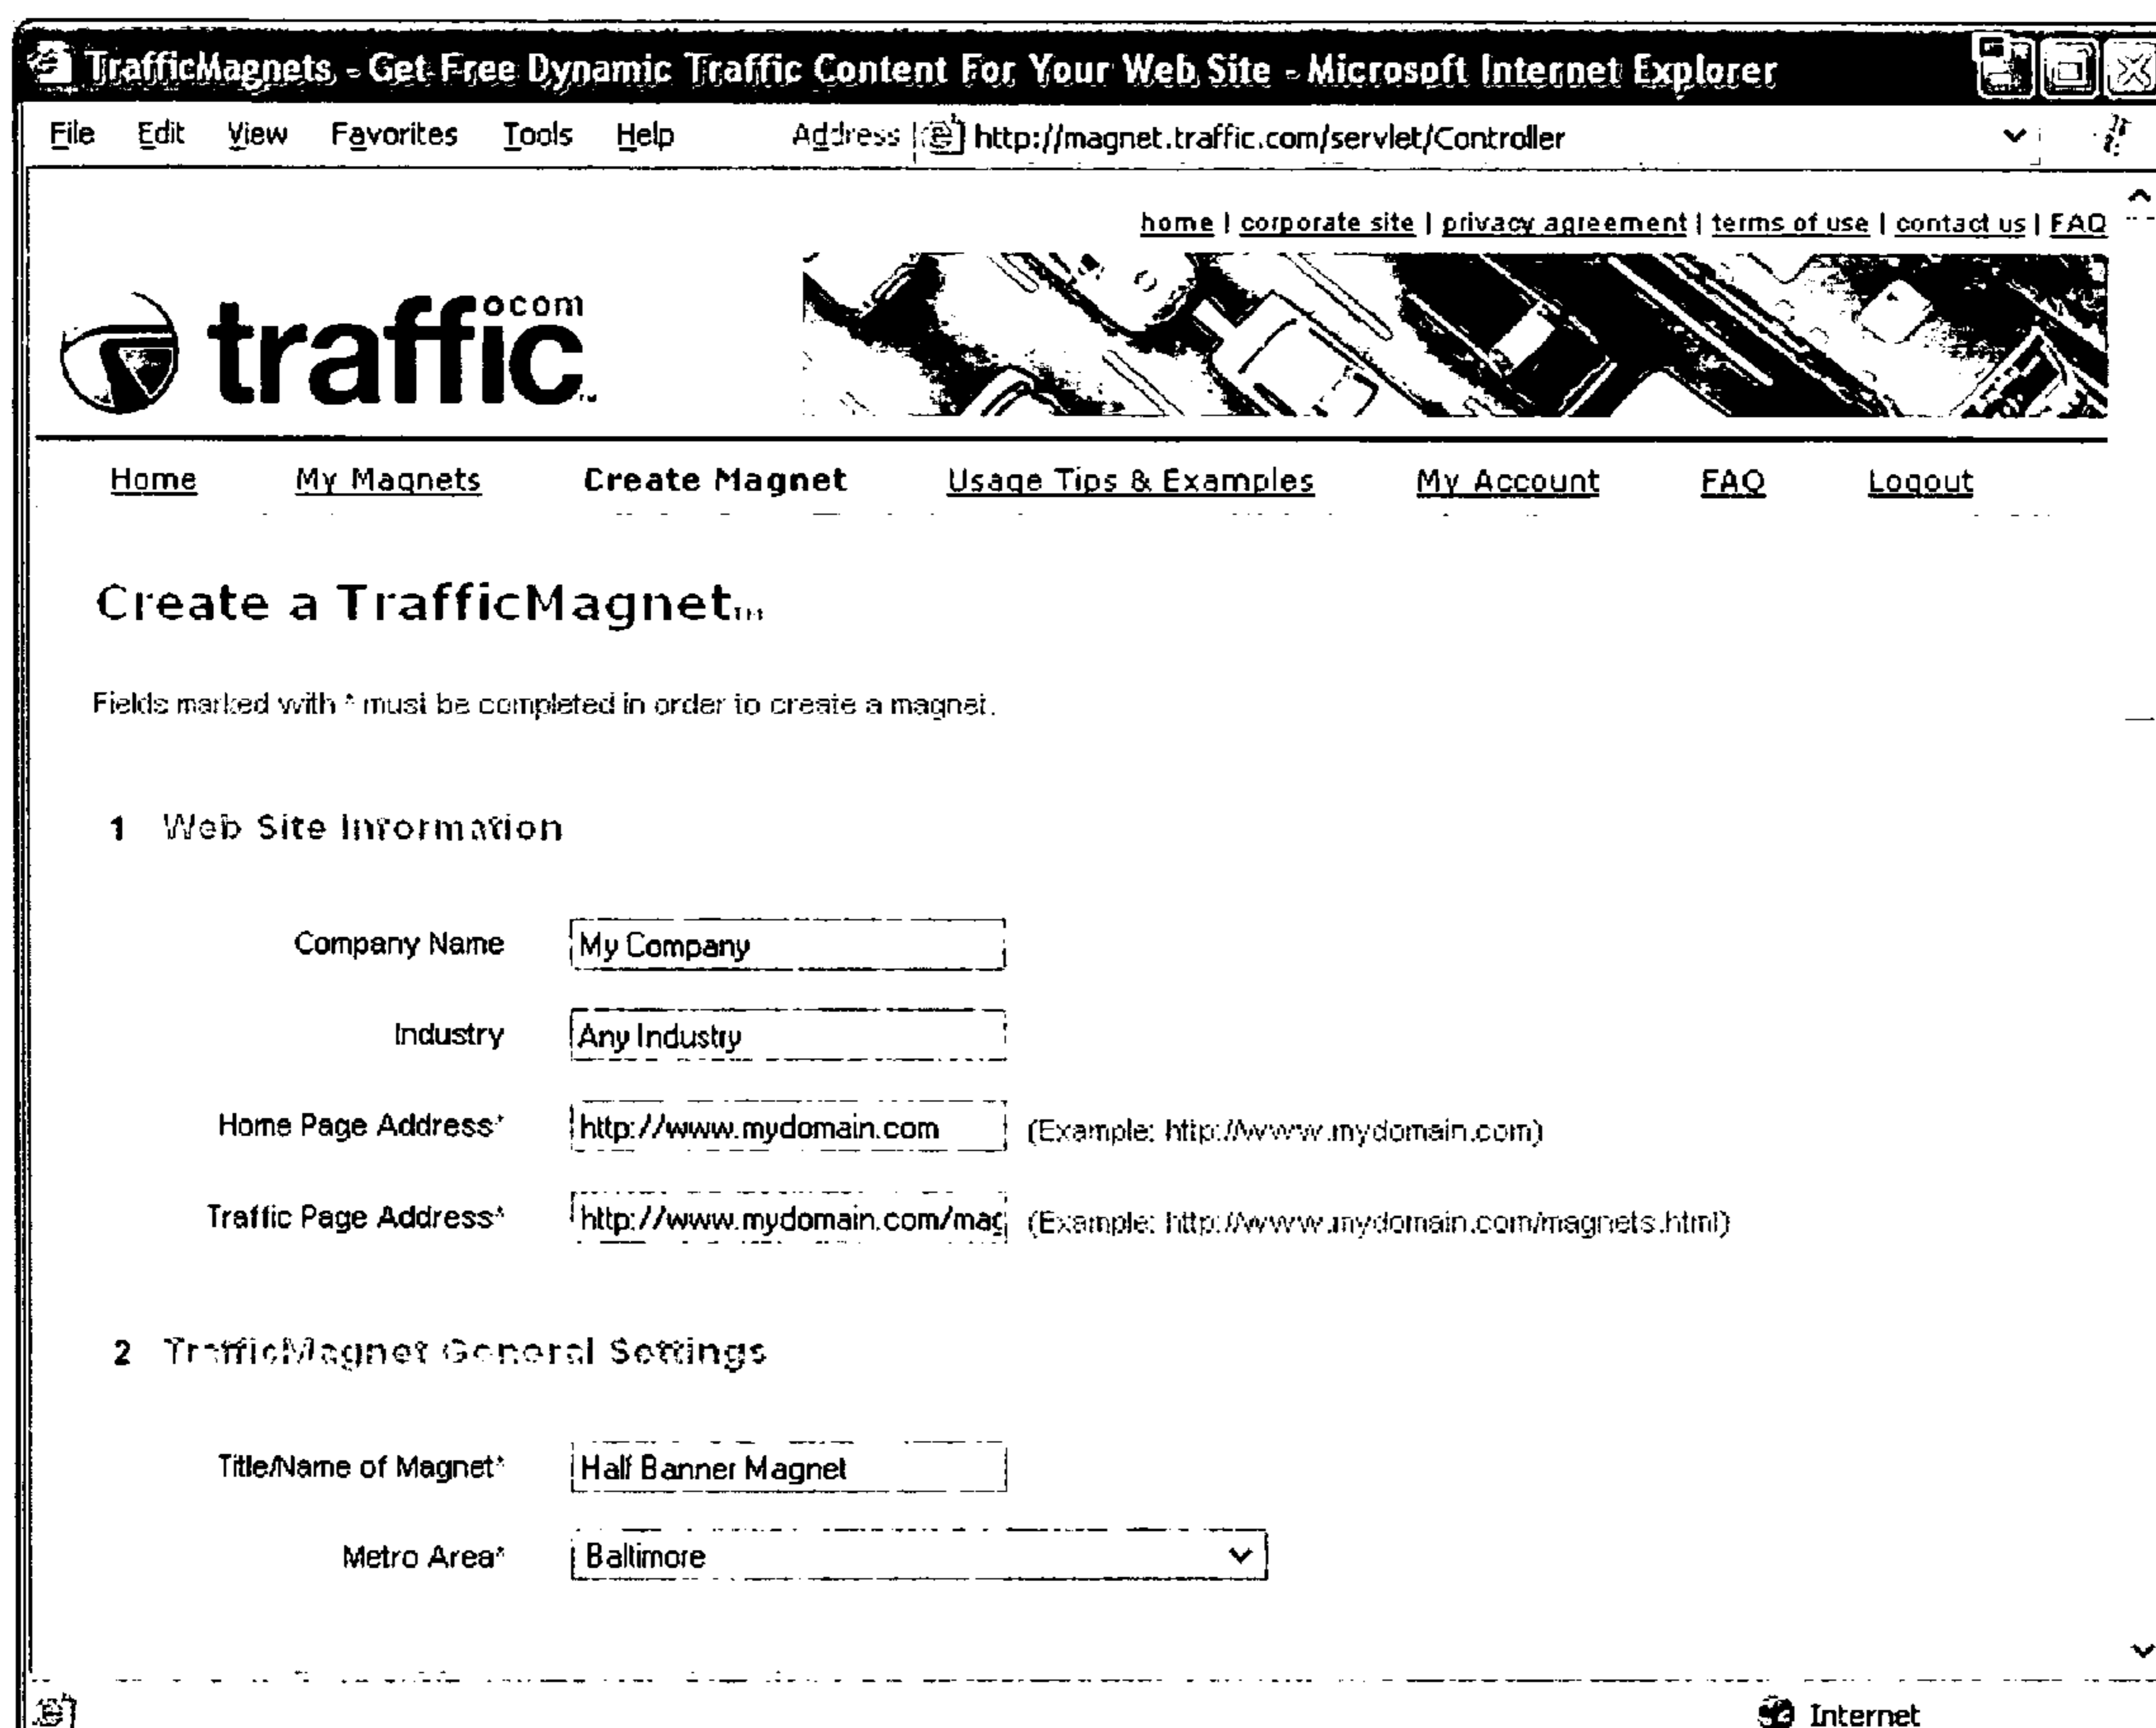 TrafficMagnets - Get Free Dynamic Traffic Content For Your Web Site - Microsoft Internet Explorer
File Edit View Favorites Tools Help Address http://magnet.traffic.com/servlet/Controller
home | corporate site | privacy agreement | terms of use | contact us | FAQ
traffic.com™
Home My Magnets Create Magnet Usage Tips & Examples My Account FAQ Logout
Create a TrafficMagnet™
Fields marked with * must be completed in order to create a magnet.
1 Web Site Information
Company Name My Company
Industry Any Industry
Home Page Address* http://www.mydomain.com (Example: http://www.mydomain.com)
Traffic Page Address* http://www.mydomain.com/mag (Example: http://www.mydomain.com/magnets.html)
2 TrafficMagnet General Settings
Title/Name of Magnet* Half Banner Magnet
Metro Area* Baltimore
Internet